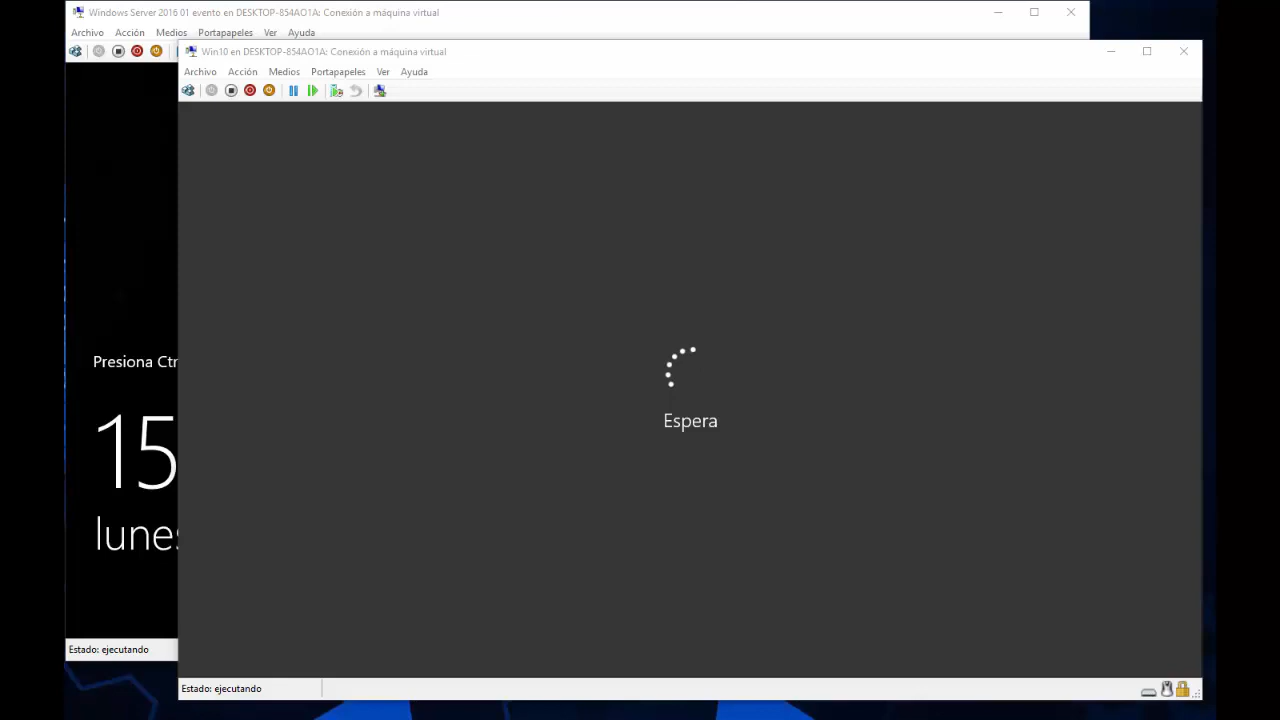 Windows Server 2016 01 evento en DESKTOP-854AO1A: Conexión a máquina virtual
Archivo Acción Medios Portapapeles Ver Ayuda
Win10 en DESKTOP-854AO1A: Conexión a máquina virtual
Archivo Acción Medios Portapapeles Ver Ayuda
Presiona Ctr
15
lunes
Espera
Estado: ejecutando
Estado: ejecutando